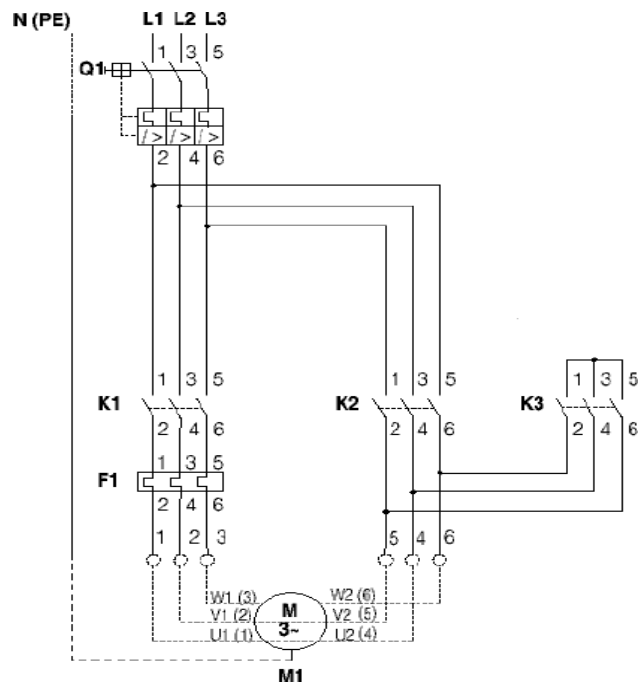 N (PE) L1 L2 L3
1 3 5
Q1
I > I > I >
2 4 6
1 3 5 1 3 5 1 3 5
K1 K2 K3
2 4 6 2 4 6 2 4 6
1 3 5
F1
2 4 6
1 2 3 5 4 6
W1 (3) W2 (6)
V1 (2) M V2 (5)
U1 (1) 3~ U2 (4)
M1